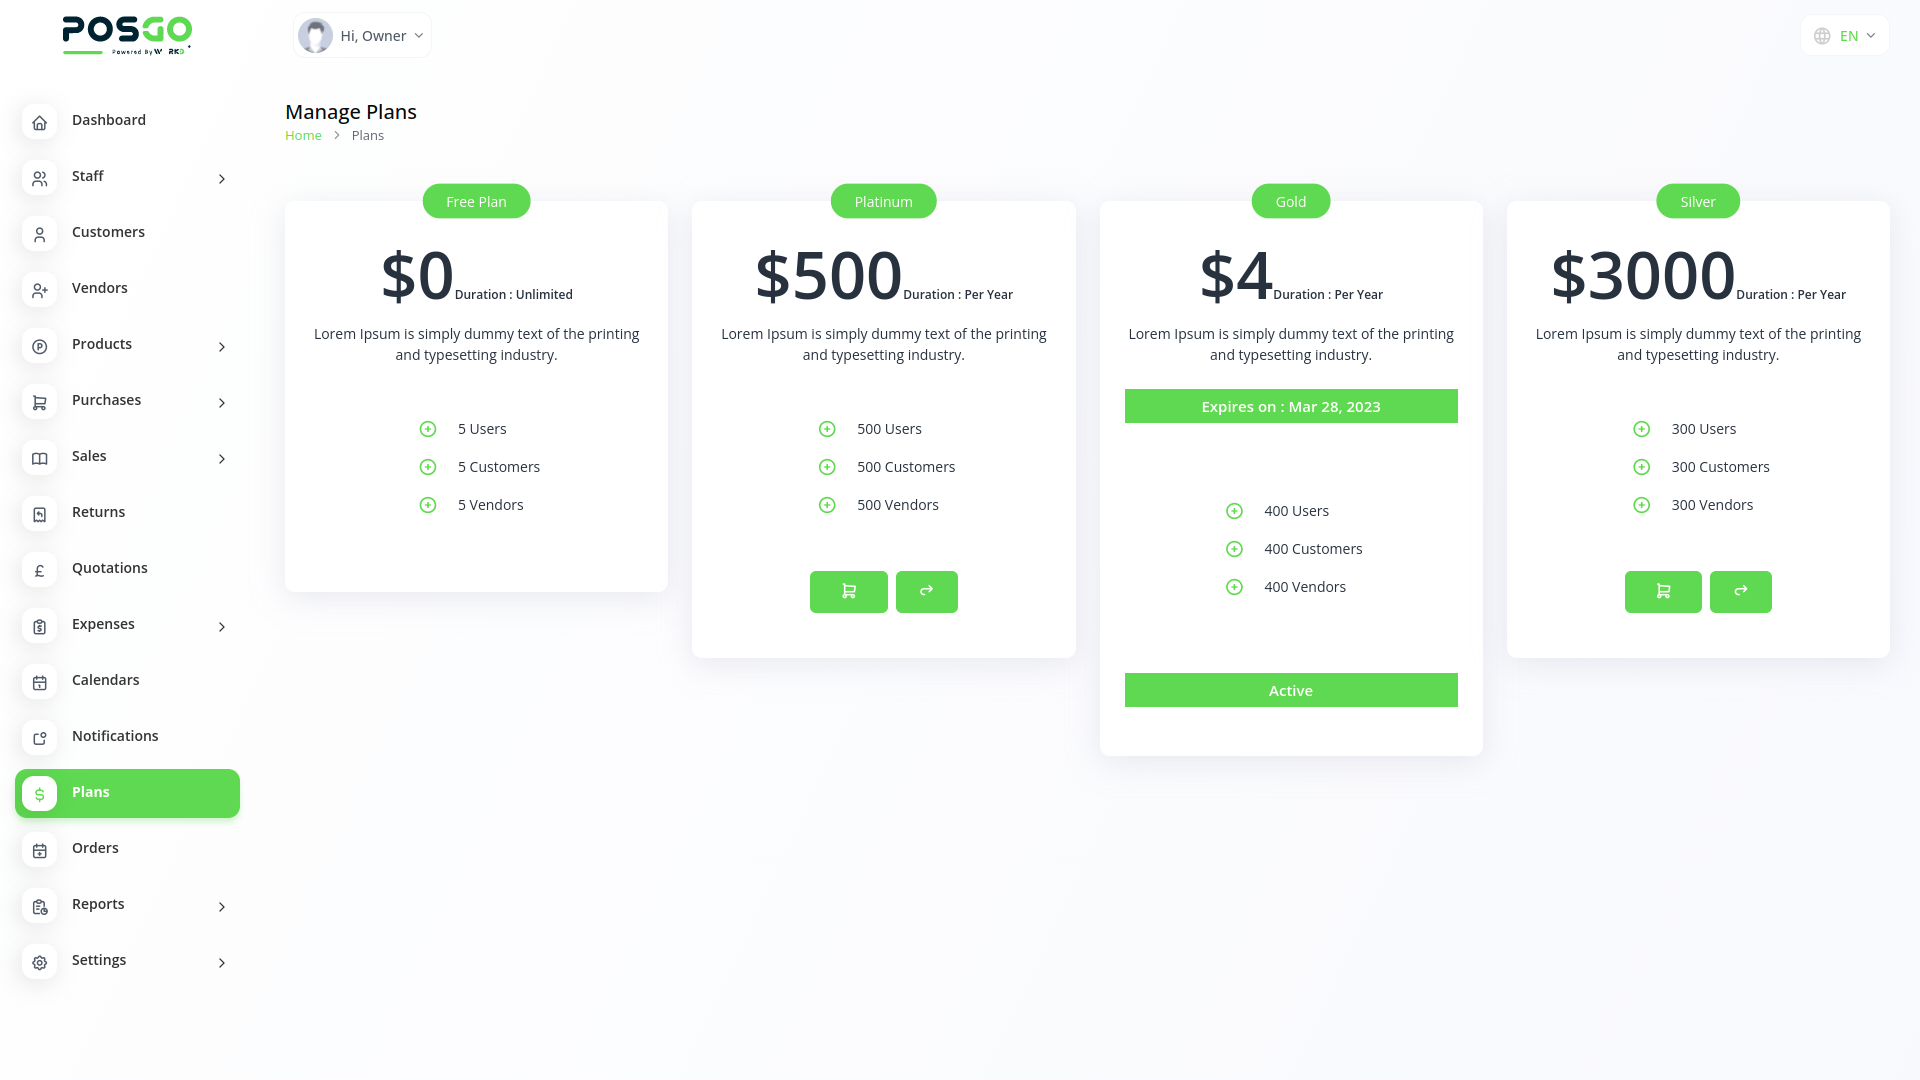 POSGO
Powered By
Hi, Owner
EN
Dashboard
Staff
Customers
Vendors
Products
Purchases
Sales
Returns
Quotations
Expenses
Calendars
Notifications
Plans
Orders
Reports
Settings
Manage Plans
Home > Plans
Free Plan
$0 Duration : Unlimited
Lorem Ipsum is simply dummy text of the printing
and typesetting industry.
5 Users
5 Customers
5 Vendors
Platinum
$500 Duration : Per Year
Lorem Ipsum is simply dummy text of the printing
and typesetting industry.
500 Users
500 Customers
500 Vendors
Gold
$4 Duration : Per Year
Lorem Ipsum is simply dummy text of the printing
and typesetting industry.
Expires on : Mar 28, 2023
400 Users
400 Customers
400 Vendors
Active
Silver
$3000 Duration : Per Year
Lorem Ipsum is simply dummy text of the printing
and typesetting industry.
300 Users
300 Customers
300 Vendors